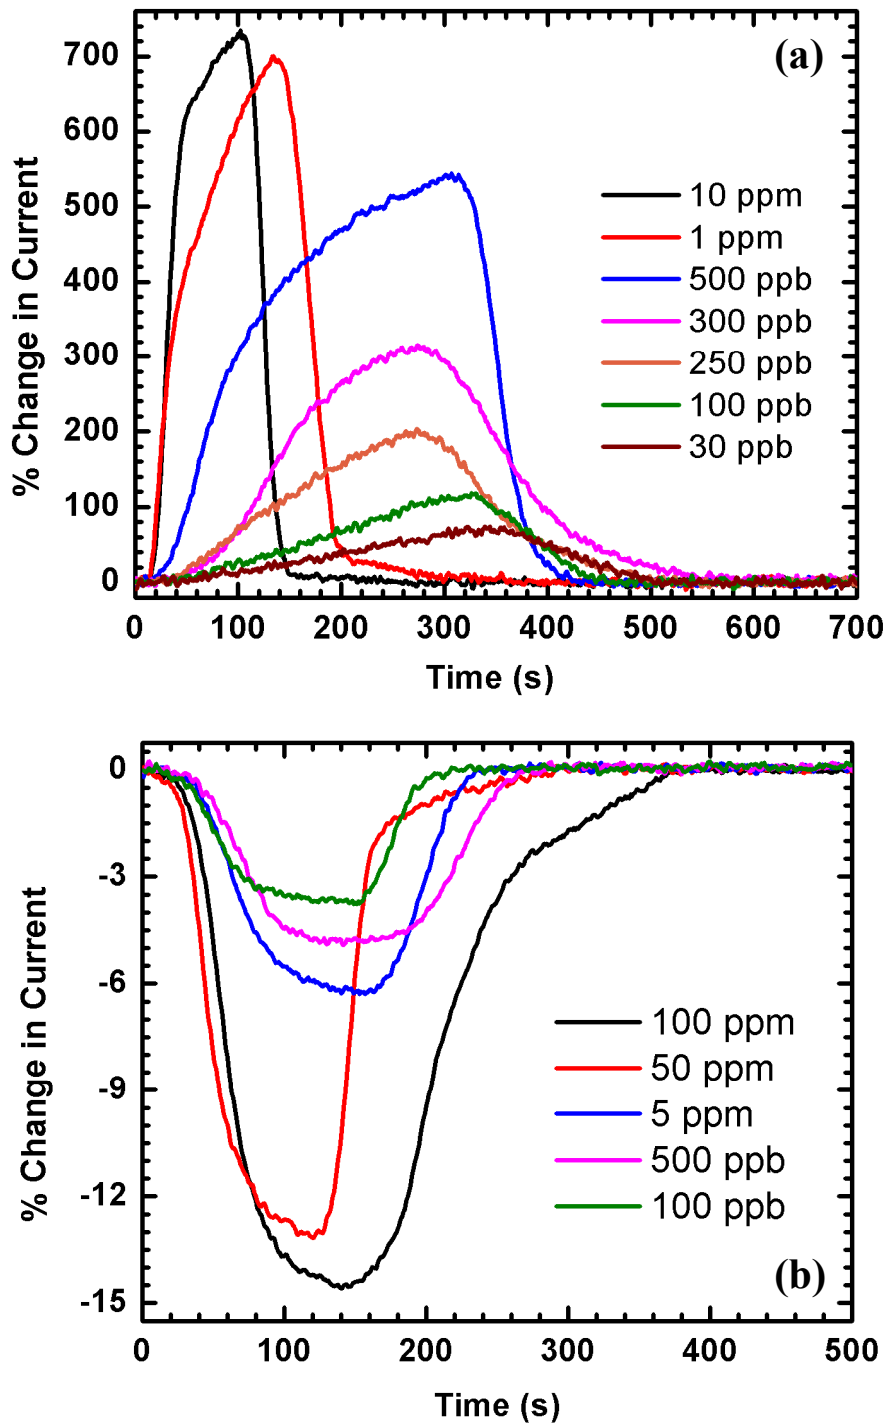 (a)
% Change in Current
700
600
500
400
300
200
100
0
10 ppm
1 ppm
500 ppb
300 ppb
250 ppb
100 ppb
30 ppb
0 100 200 300 400 500 600 700
Time (s)
% Change in Current
0
-3
-6
-9
-12
-15
100 ppm
50 ppm
5 ppm
500 ppb
100 ppb
(b)
0 100 200 300 400 500
Time (s)